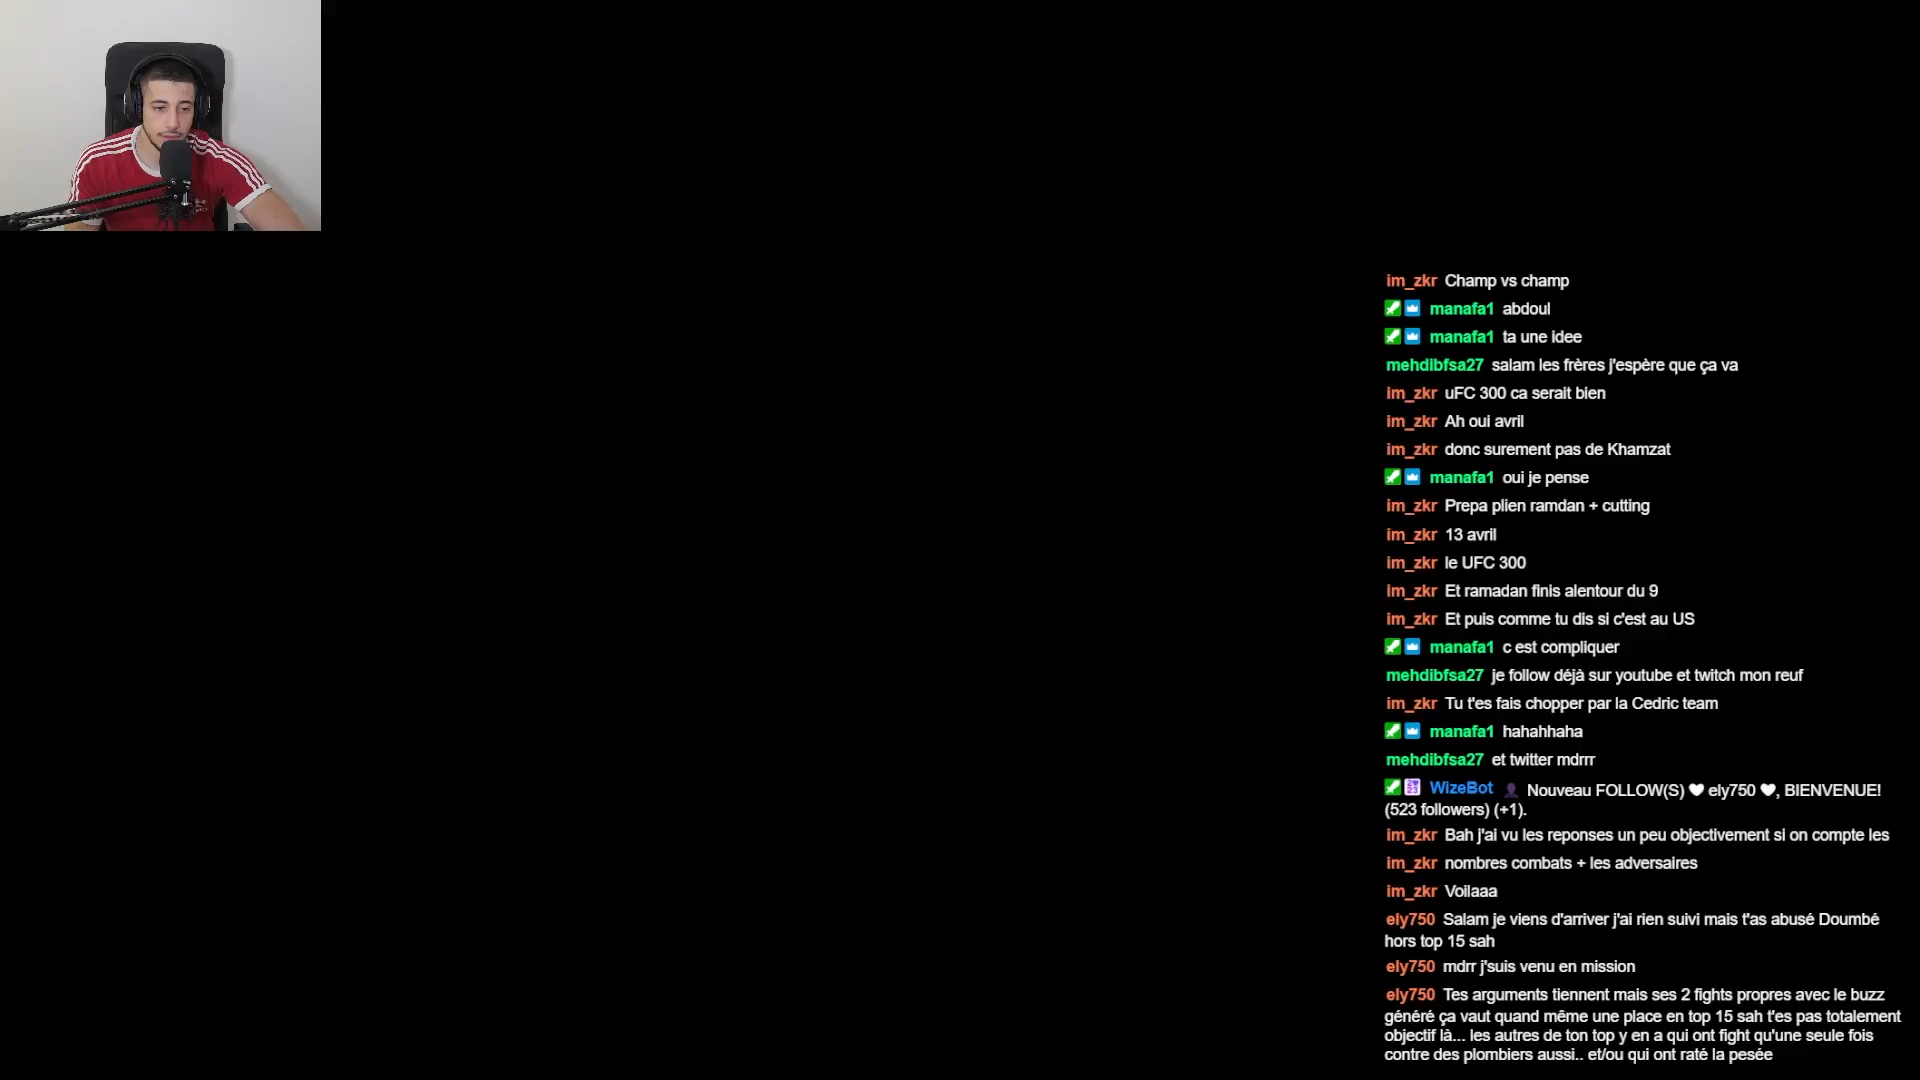 im_zkr Champ vs champ
manafa1 abdoul
manafa1 ta une idee
mehdibfsa27 salam les frères j'espère que ça va
im_zkr uFC 300 ca serait bien
im_zkr Ah oui avril
im_zkr donc surement pas de Khamzat
manafa1 oui je pense
im_zkr Prepa plien ramdan + cutting
im_zkr 13 avril
im_zkr le UFC 300
im_zkr Et ramadan finis alentour du 9
im_zkr Et puis comme tu dis si c'est au US
manafa1 c est compliquer
mehdibfsa27 je follow déjà sur youtube et twitch mon reuf
im_zkr Tu t'es fais chopper par la Cedric team
manafa1 hahahhaha
mehdibfsa27 et twitter mdrrr
WizeBot 👤 Nouveau FOLLOW(S) 🤍 ely750 🤍, BIENVENUE!
(523 followers) (+1).
im_zkr Bah j'ai vu les reponses un peu objectivement si on compte les
im_zkr nombres combats + les adversaires
im_zkr Voilaaa
ely750 Salam je viens d'arriver j'ai rien suivi mais t'as abusé Doumbé
hors top 15 sah
ely750 mdrr j'suis venu en mission
ely750 Tes arguments tiennent mais ses 2 fights propres avec le buzz
généré ça vaut quand même une place en top 15 sah t'es pas totalement
objectif là... les autres de ton top y en a qui ont fight qu'une seule fois
contre des plombiers aussi.. et/ou qui ont raté la pesée